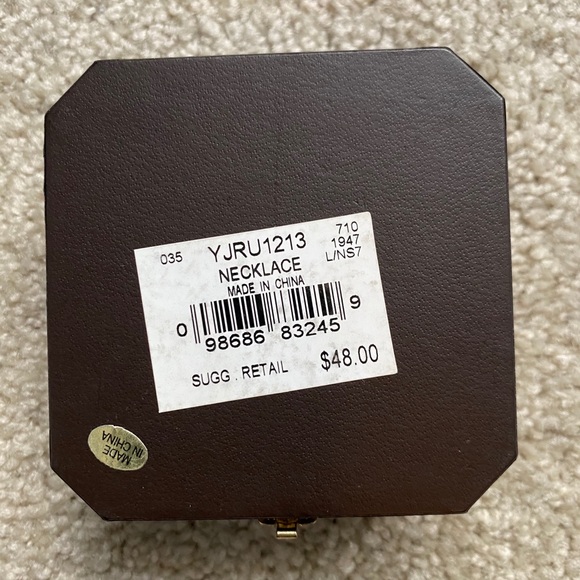 035 YJRU1213 710
1947
NECKLACE L/NS7
MADE IN CHINA
0 98686 83245 9
SUGG. RETAIL $48.00
MADE
IN CHINA